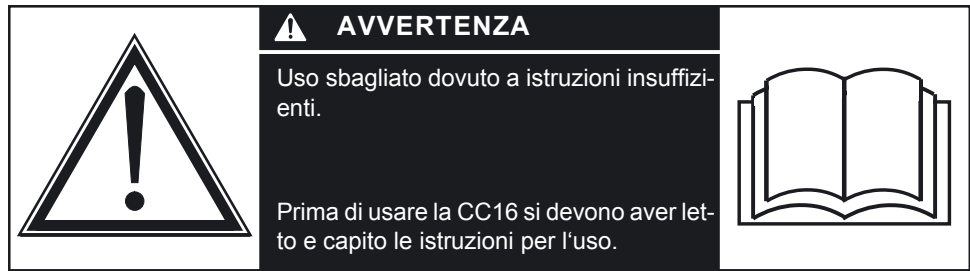 AVVERTENZA
Uso sbagliato dovuto a istruzioni insuffizi-
enti.
Prima di usare la CC16 si devono aver let-
to e capito le istruzioni per l‘uso.